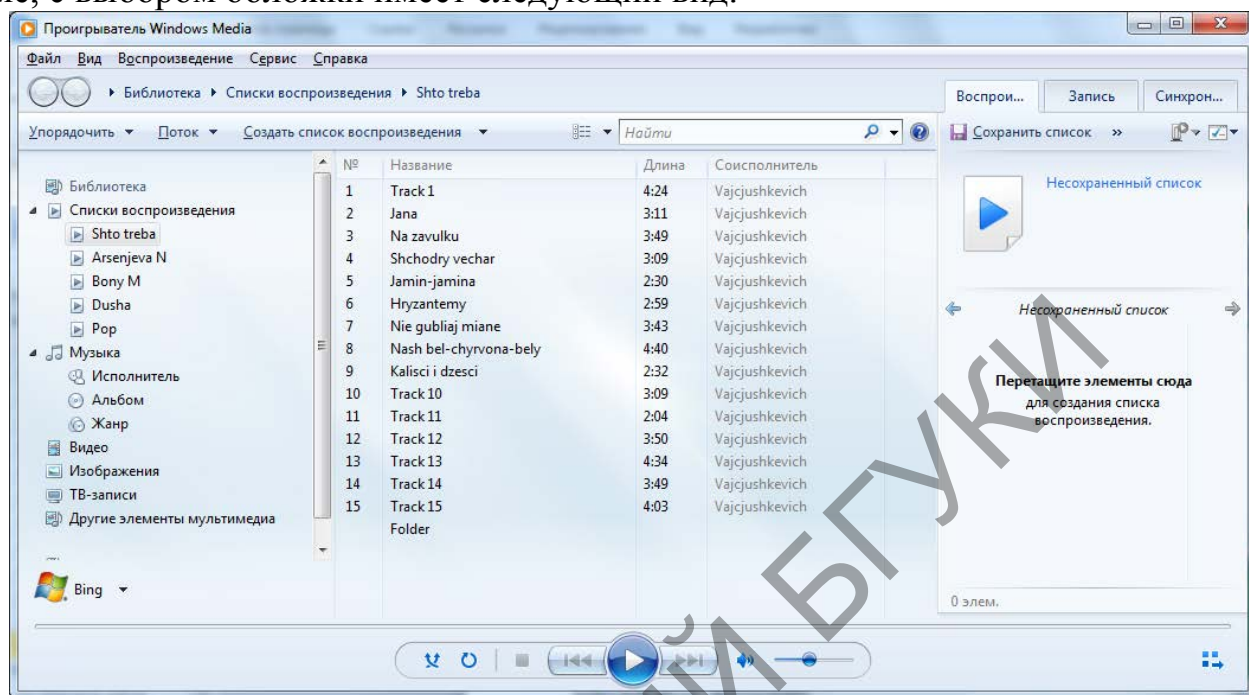 с выбором обложки имеет следующий вид:
Проигрыватель Windows Media
Файл Вид Воспроизведение Сервис Справка
Библиотека Списки воспроизведения Shto treba
Воспрои... Запись Синхрон...
Упорядочить Поток Создать список воспроизведения Найти Сохранить список »
№ Название Длина Соисполнитель
Библиотека
Списки воспроизведения
Shto treba
Arsenjeva N
Bony M
Dusha
Pop
Музыка
Исполнитель
Альбом
Жанр
Видео
Изображения
ТВ-записи
Другие элементы мультимедиа
Bing
1 Track 1 4:24 Vajcjushkevich
2 Jana 3:11 Vajcjushkevich
3 Na zavulku 3:49 Vajcjushkevich
4 Shchodry vechar 3:09 Vajcjushkevich
5 Jamin-jamina 2:30 Vajcjushkevich
6 Hryzantemy 2:59 Vajcjushkevich
7 Nie gubliaj miane 3:43 Vajcjushkevich
8 Nash bel-chyrvona-bely 4:40 Vajcjushkevich
9 Kalisci i dzesci 2:32 Vajcjushkevich
10 Track 10 3:09 Vajcjushkevich
11 Track 11 2:04 Vajcjushkevich
12 Track 12 3:50 Vajcjushkevich
13 Track 13 4:34 Vajcjushkevich
14 Track 14 3:49 Vajcjushkevich
15 Track 15 4:03 Vajcjushkevich
Folder
Несохраненный список
Несохраненный список
Перетащите элементы сюда
для создания списка
воспроизведения.
0 элем.
БГУКИ